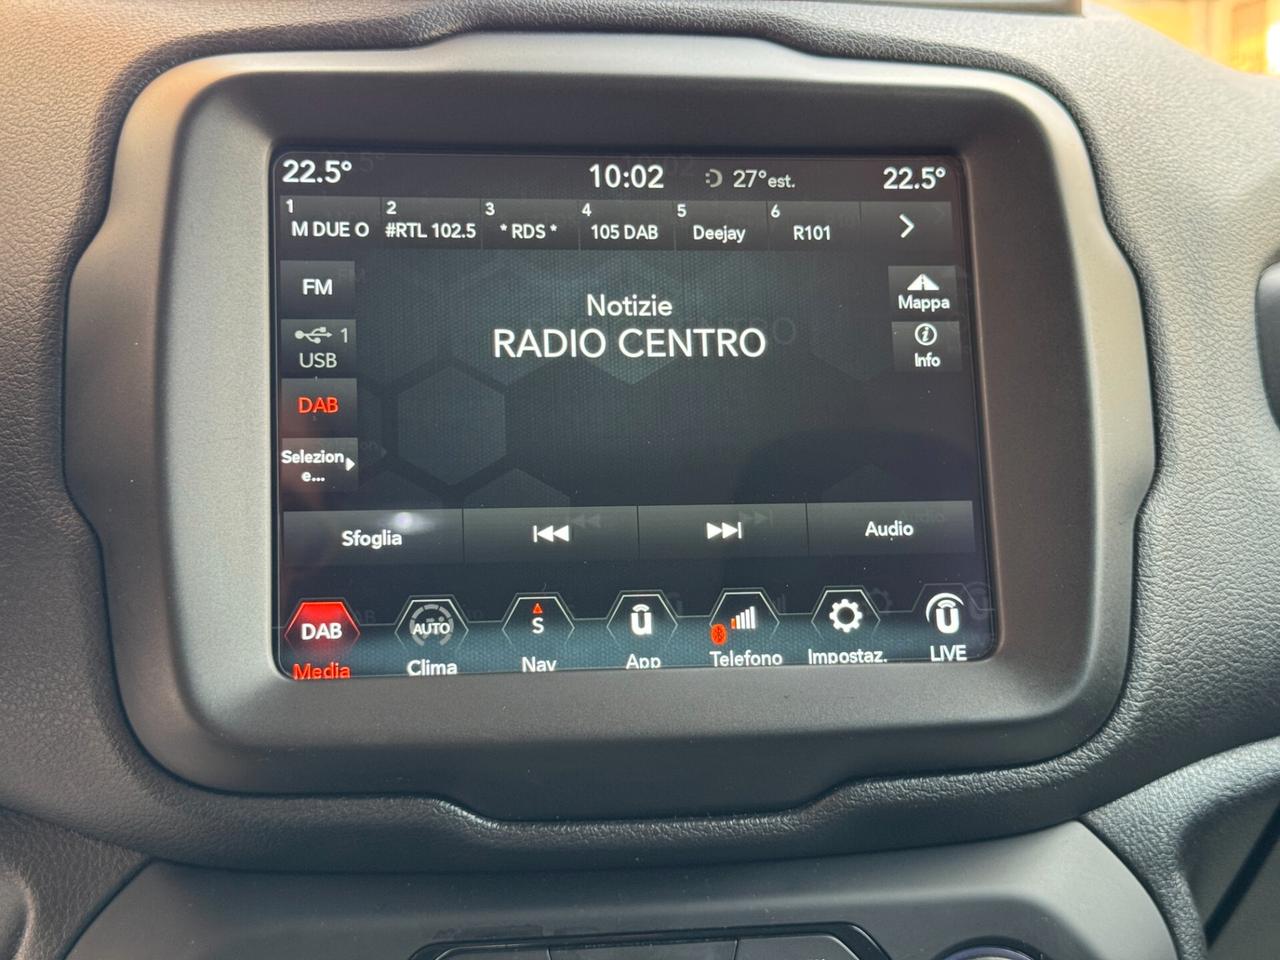 22.5° 10:02 27°est. 22.5°
1 2 3 4 5 6
M DUE O #RTL 102.5 * RDS * 105 DAB Deejay R101
FM
Mappa
Notizie
RADIO CENTRO
1
USB
Info
DAB
Selezion
e...
Sfoglia Audio
DAB AUTO S
Media Clima Nav App Telefono Impostaz. LIVE